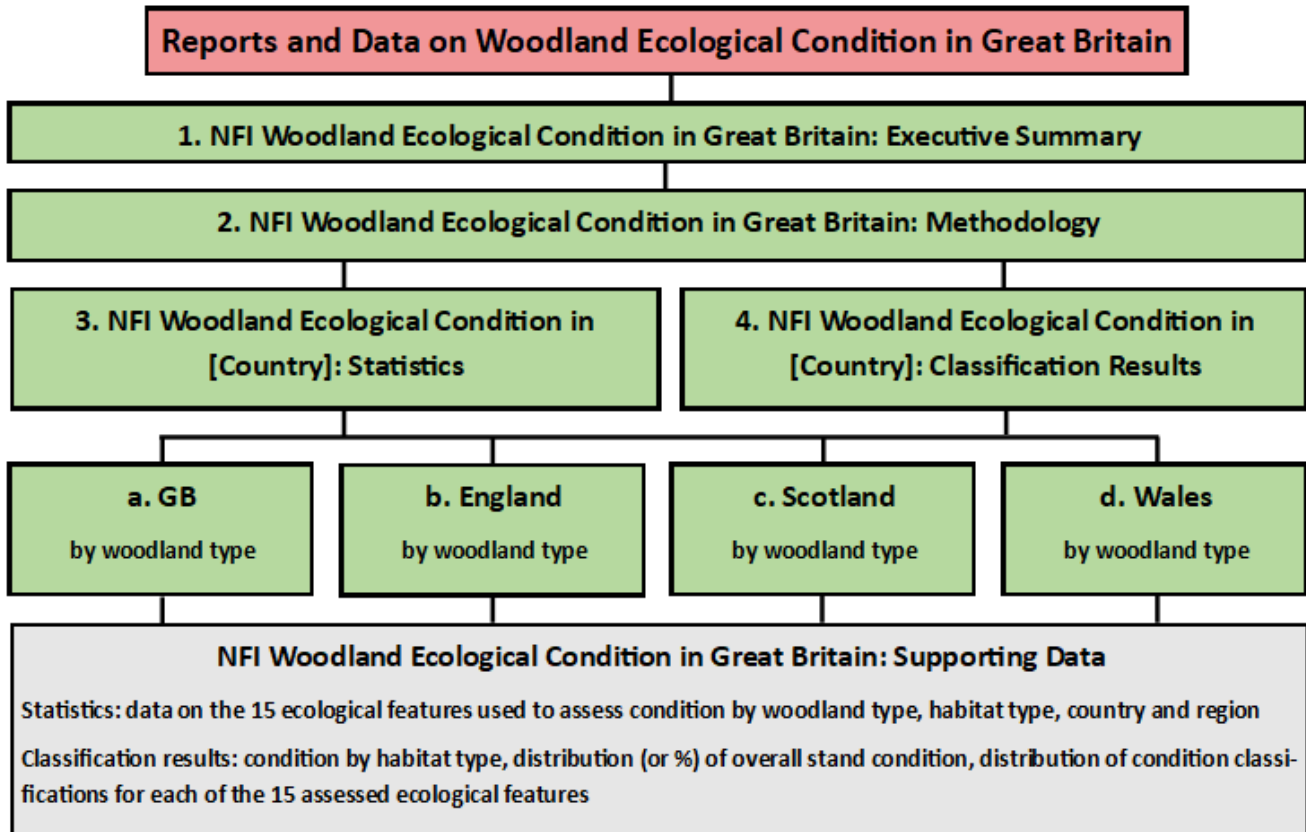 Reports and Data on Woodland Ecological Condition in Great Britain
1. NFI Woodland Ecological Condition in Great Britain: Executive Summary
2. NFI Woodland Ecological Condition in Great Britain: Methodology
3. NFI Woodland Ecological Condition in
[Country]: Statistics
4. NFI Woodland Ecological Condition in
[Country]: Classification Results
a. GB
by woodland type
b. England
by woodland type
c. Scotland
by woodland type
d. Wales
by woodland type
NFI Woodland Ecological Condition in Great Britain: Supporting Data
Statistics: data on the 15 ecological features used to assess condition by woodland type, habitat type, country and region
Classification results: condition by habitat type, distribution (or %) of overall stand condition, distribution of condition classi-
fications for each of the 15 assessed ecological features